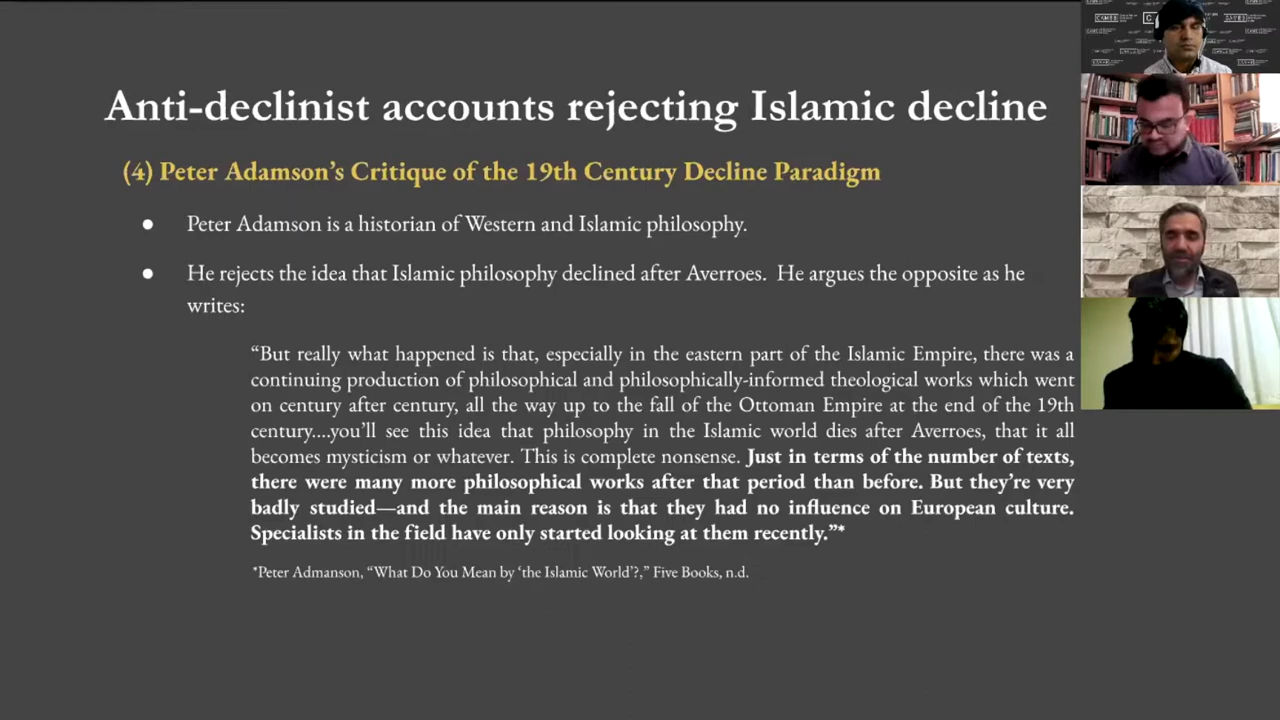 Anti-declinist accounts rejecting Islamic decline
(4) Peter Adamson’s Critique of the 19th Century Decline Paradigm
● Peter Adamson is a historian of Western and Islamic philosophy.
● He rejects the idea that Islamic philosophy declined after Averroes. He argues the opposite as he
writes:
“But really what happened is that, especially in the eastern part of the Islamic Empire, there was a
continuing production of philosophical and philosophically-informed theological works which went
on century after century, all the way up to the fall of the Ottoman Empire at the end of the 19th
century....you’ll see this idea that philosophy in the Islamic world dies after Averroes, that it all
becomes mysticism or whatever. This is complete nonsense. Just in terms of the number of texts,
there were many more philosophical works after that period than before. But they’re very
badly studied—and the main reason is that they had no influence on European culture.
Specialists in the field have only started looking at them recently.”*
*Peter Admanson, “What Do You Mean by ‘the Islamic World’?,” Five Books, n.d.